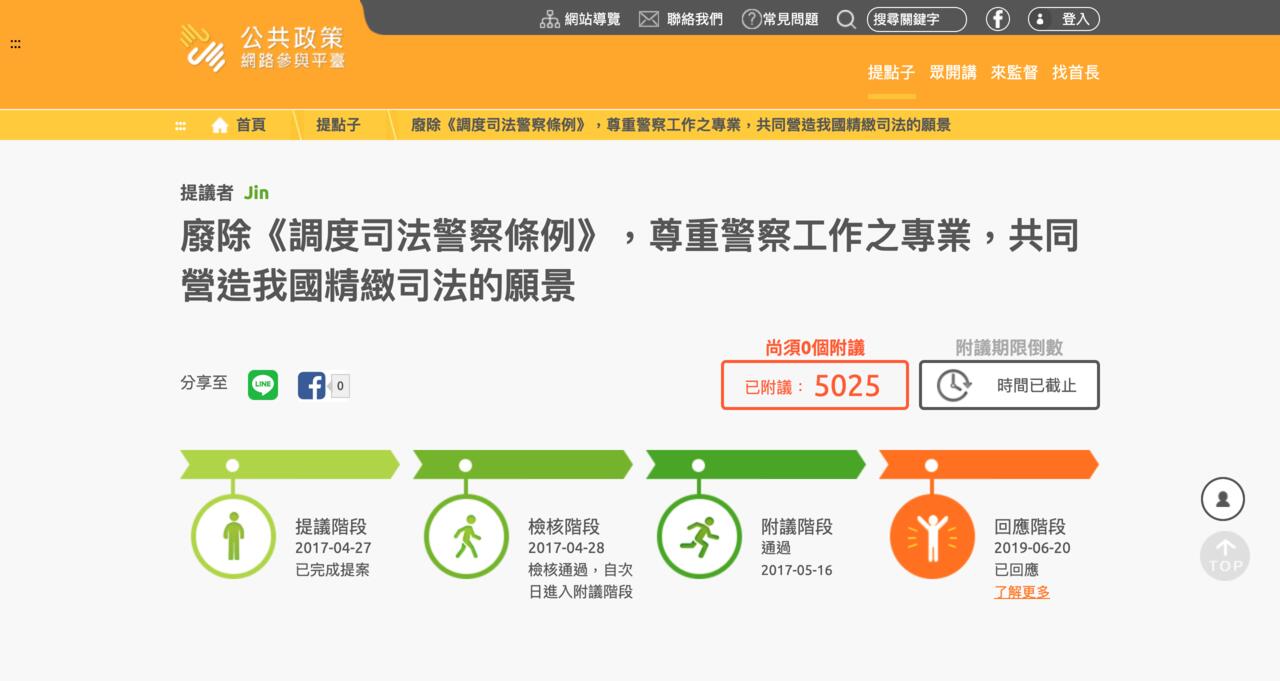 網站導覽 聯絡我們 常見問題 搜尋關鍵字 登入
公共政策
網路參與平臺
提點子 眾開講 來監督 找首長
首頁 提點子 廢除《調度司法警察條例》，尊重警察工作之專業，共同營造我國精緻司法的願景
提議者 Jin
廢除《調度司法警察條例》，尊重警察工作之專業，共同
營造我國精緻司法的願景
尚須0個附議 附議期限倒數
分享至 LINE 0 已附議： 5025 時間已截止
提議階段
2017-04-27
已完成提案
檢核階段
2017-04-28
檢核通過，自次
日進入附議階段
附議階段
通過
2017-05-16
回應階段
2019-06-20
已回應
了解更多
TOP